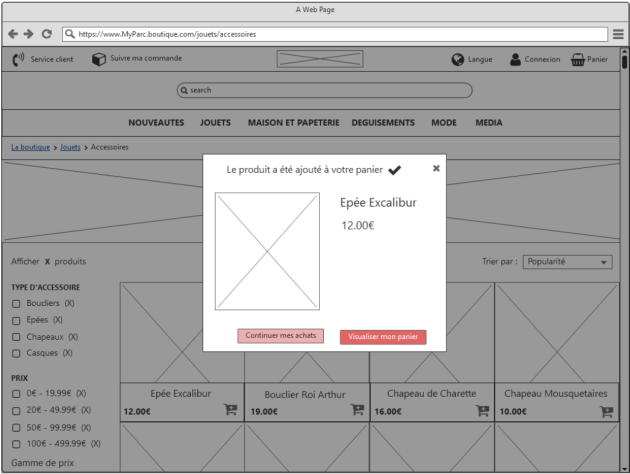 A Web Page
https://www.MyParc.boutique.com/jouets/accessoires
Service client Suivre ma commande Langue Connexion Panier
search
NOUVEAUTES JOUETS MAISON ET PAPETERIE DEGUISEMENTS MODE MEDIA
La boutique > Jouets > Accessoires
Le produit a été ajouté à votre panier
Epée Excalibur
12.00€
Continuer mes achats Visualiser mon panier
Afficher X produits Trier par : Popularité
TYPE D'ACCESSOIRE
Boucliers (X)
Epées (X)
Chapeaux (X)
Casques (X)
PRIX
0€ - 19.99€ (X)
20€ - 49.99€ (X)
50€ - 99.99€ (X)
100€ - 499.99€ (X)
Gamme de prix
Epée Excalibur Bouclier Roi Arthur Chapeau de Charette Chapeau Mousquetaires
12.00€ 19.00€ 16.00€ 10.00€